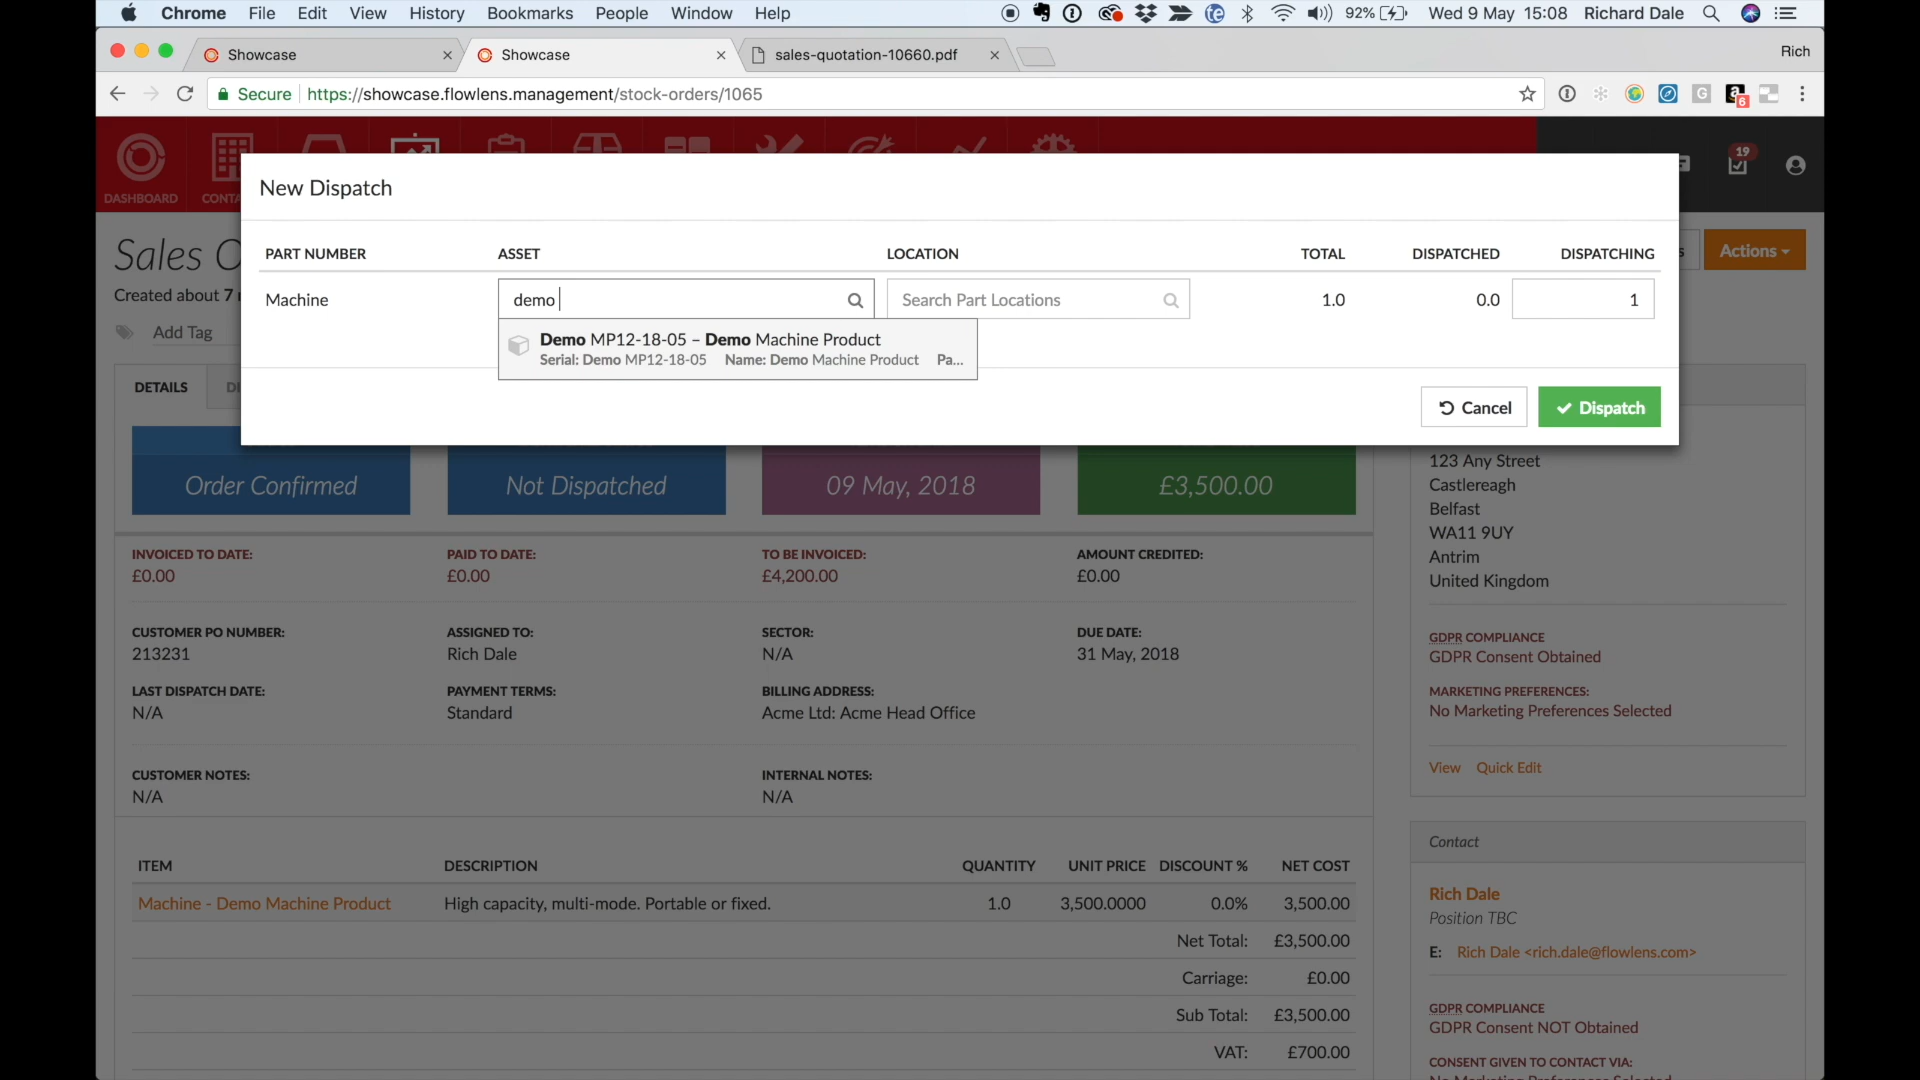 Chrome File Edit View History Bookmarks People Window Help 92% Wed 9 May 15:08 Richard Dale
Showcase Showcase sales-quotation-10660.pdf Rich
Secure https://showcase.flowlens.management/stock-orders/1065
DASHBOARD
19
New Dispatch
PART NUMBER ASSET LOCATION TOTAL DISPATCHED DISPATCHING
Machine demo Search Part Locations 1.0 0.0 1
Demo MP12-18-05 – Demo Machine Product
Serial: Demo MP12-18-05 Name: Demo Machine Product Pa...
Cancel Dispatch
Sales O
Actions
Created about 7
Add Tag
DETAILS
Order Confirmed Not Dispatched 09 May, 2018 £3,500.00
INVOICED TO DATE: PAID TO DATE: TO BE INVOICED: AMOUNT CREDITED:
£0.00 £0.00 £4,200.00 £0.00
CUSTOMER PO NUMBER: ASSIGNED TO: SECTOR: DUE DATE:
213231 Rich Dale N/A 31 May, 2018
LAST DISPATCH DATE: PAYMENT TERMS: BILLING ADDRESS:
N/A Standard Acme Ltd: Acme Head Office
CUSTOMER NOTES: INTERNAL NOTES:
N/A N/A
ITEM DESCRIPTION QUANTITY UNIT PRICE DISCOUNT % NET COST
Machine - Demo Machine Product High capacity, multi-mode. Portable or fixed. 1.0 3,500.0000 0.0% 3,500.00
Net Total: £3,500.00
Carriage: £0.00
Sub Total: £3,500.00
VAT: £700.00
123 Any Street
Castlereagh
Belfast
WA11 9UY
Antrim
United Kingdom
GDPR COMPLIANCE
GDPR Consent Obtained
MARKETING PREFERENCES:
No Marketing Preferences Selected
View Quick Edit
Contact
Rich Dale
Position TBC
E: Rich Dale <rich.dale@flowlens.com>
GDPR COMPLIANCE
GDPR Consent NOT Obtained
CONSENT GIVEN TO CONTACT VIA:
No Marketing Preferences Selected